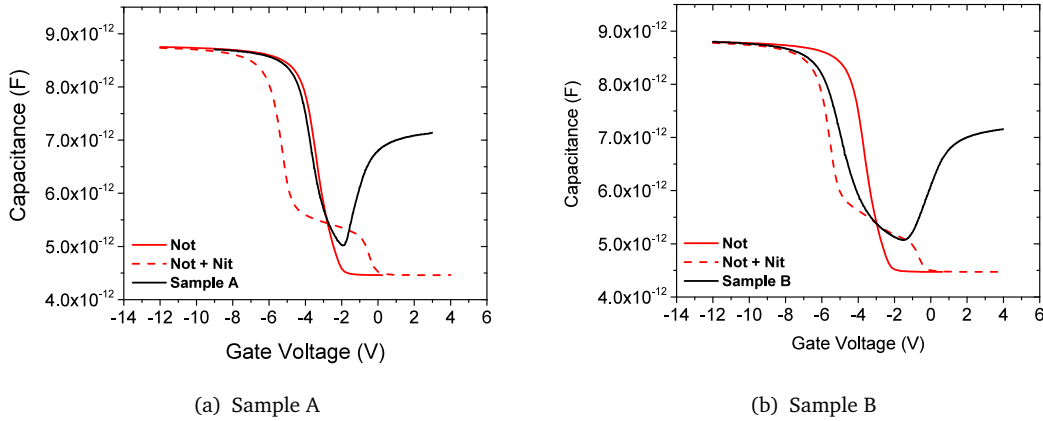 9.0x10-12
8.0x10-12
7.0x10-12
6.0x10-12
5.0x10-12
4.0x10-12
Capacitance (F)
Not
Not + Nit
Sample A
-14 -12 -10 -8 -6 -4 -2 0 2 4 6
Gate Voltage (V)
(a) Sample A
9.0x10-12
8.0x10-12
7.0x10-12
6.0x10-12
5.0x10-12
4.0x10-12
Capacitance (F)
Not
Not + Nit
Sample B
-14 -12 -10 -8 -6 -4 -2 0 2 4 6
Gate Voltage (V)
(b) Sample B